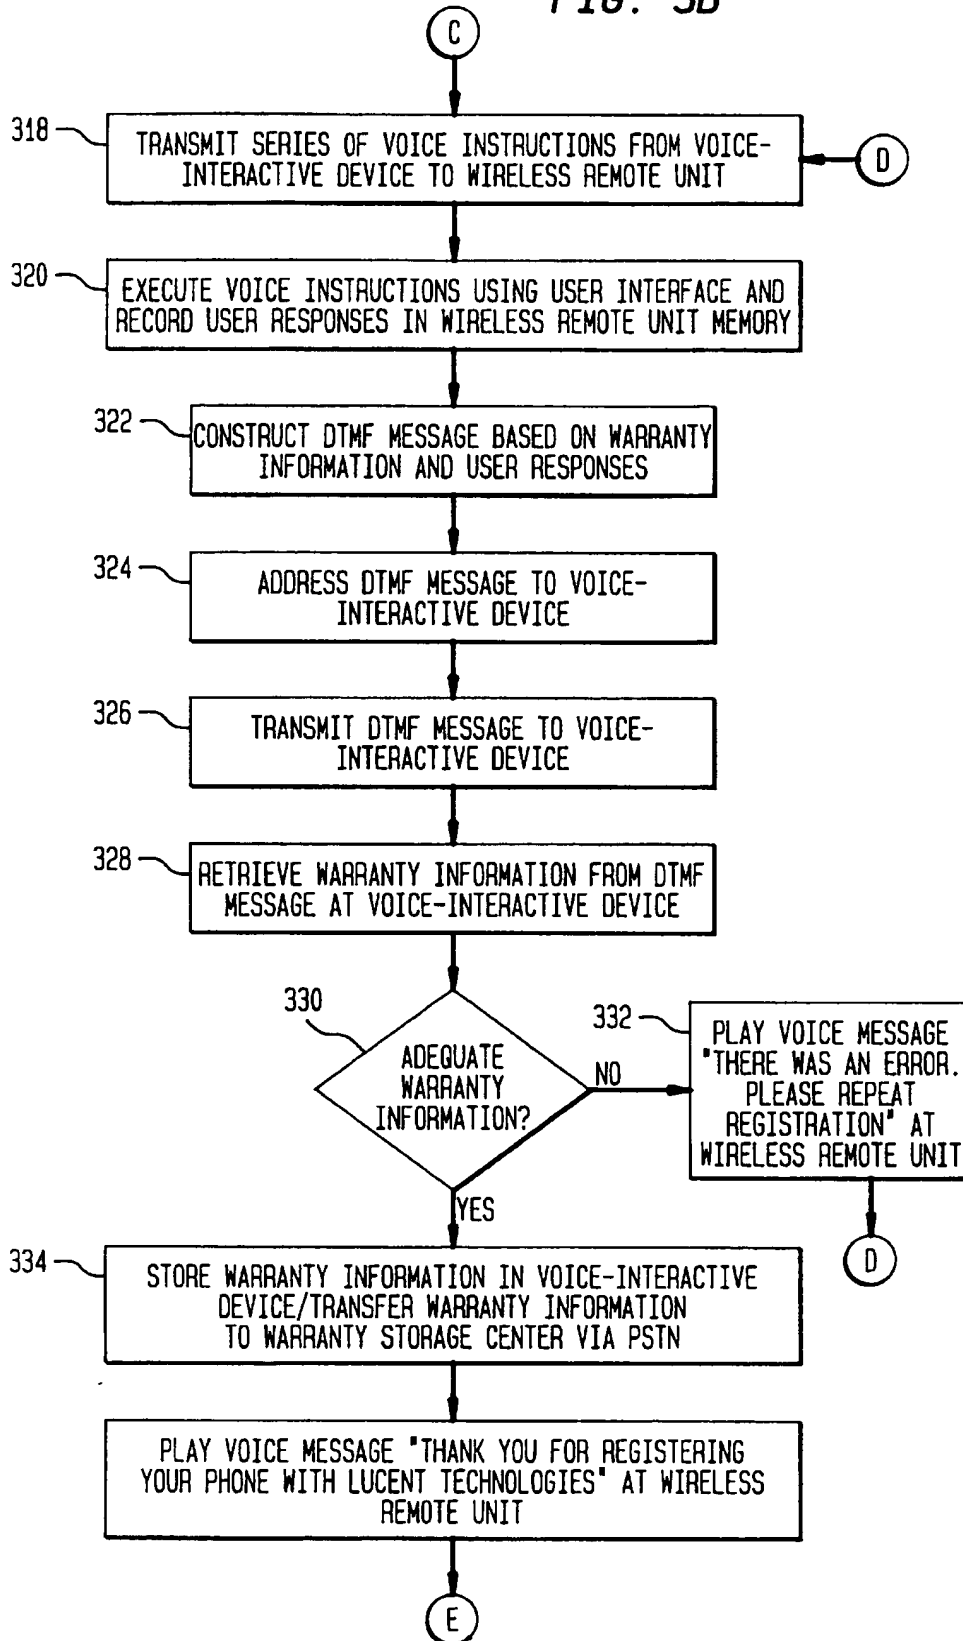 FIG. 3B
C
318
TRANSMIT SERIES OF VOICE INSTRUCTIONS FROM VOICE-
INTERACTIVE DEVICE TO WIRELESS REMOTE UNIT
D
320
EXECUTE VOICE INSTRUCTIONS USING USER INTERFACE AND
RECORD USER RESPONSES IN WIRELESS REMOTE UNIT MEMORY
322
CONSTRUCT DTMF MESSAGE BASED ON WARRANTY
INFORMATION AND USER RESPONSES
324
ADDRESS DTMF MESSAGE TO VOICE-
INTERACTIVE DEVICE
326
TRANSMIT DTMF MESSAGE TO VOICE-
INTERACTIVE DEVICE
328
RETRIEVE WARRANTY INFORMATION FROM DTMF
MESSAGE AT VOICE-INTERACTIVE DEVICE
330
ADEQUATE
WARRANTY
INFORMATION?
NO
332
PLAY VOICE MESSAGE
"THERE WAS AN ERROR.
PLEASE REPEAT
REGISTRATION" AT
WIRELESS REMOTE UNIT
D
YES
334
STORE WARRANTY INFORMATION IN VOICE-INTERACTIVE
DEVICE/TRANSFER WARRANTY INFORMATION
TO WARRANTY STORAGE CENTER VIA PSTN
PLAY VOICE MESSAGE "THANK YOU FOR REGISTERING
YOUR PHONE WITH LUCENT TECHNOLOGIES" AT WIRELESS
REMOTE UNIT
E